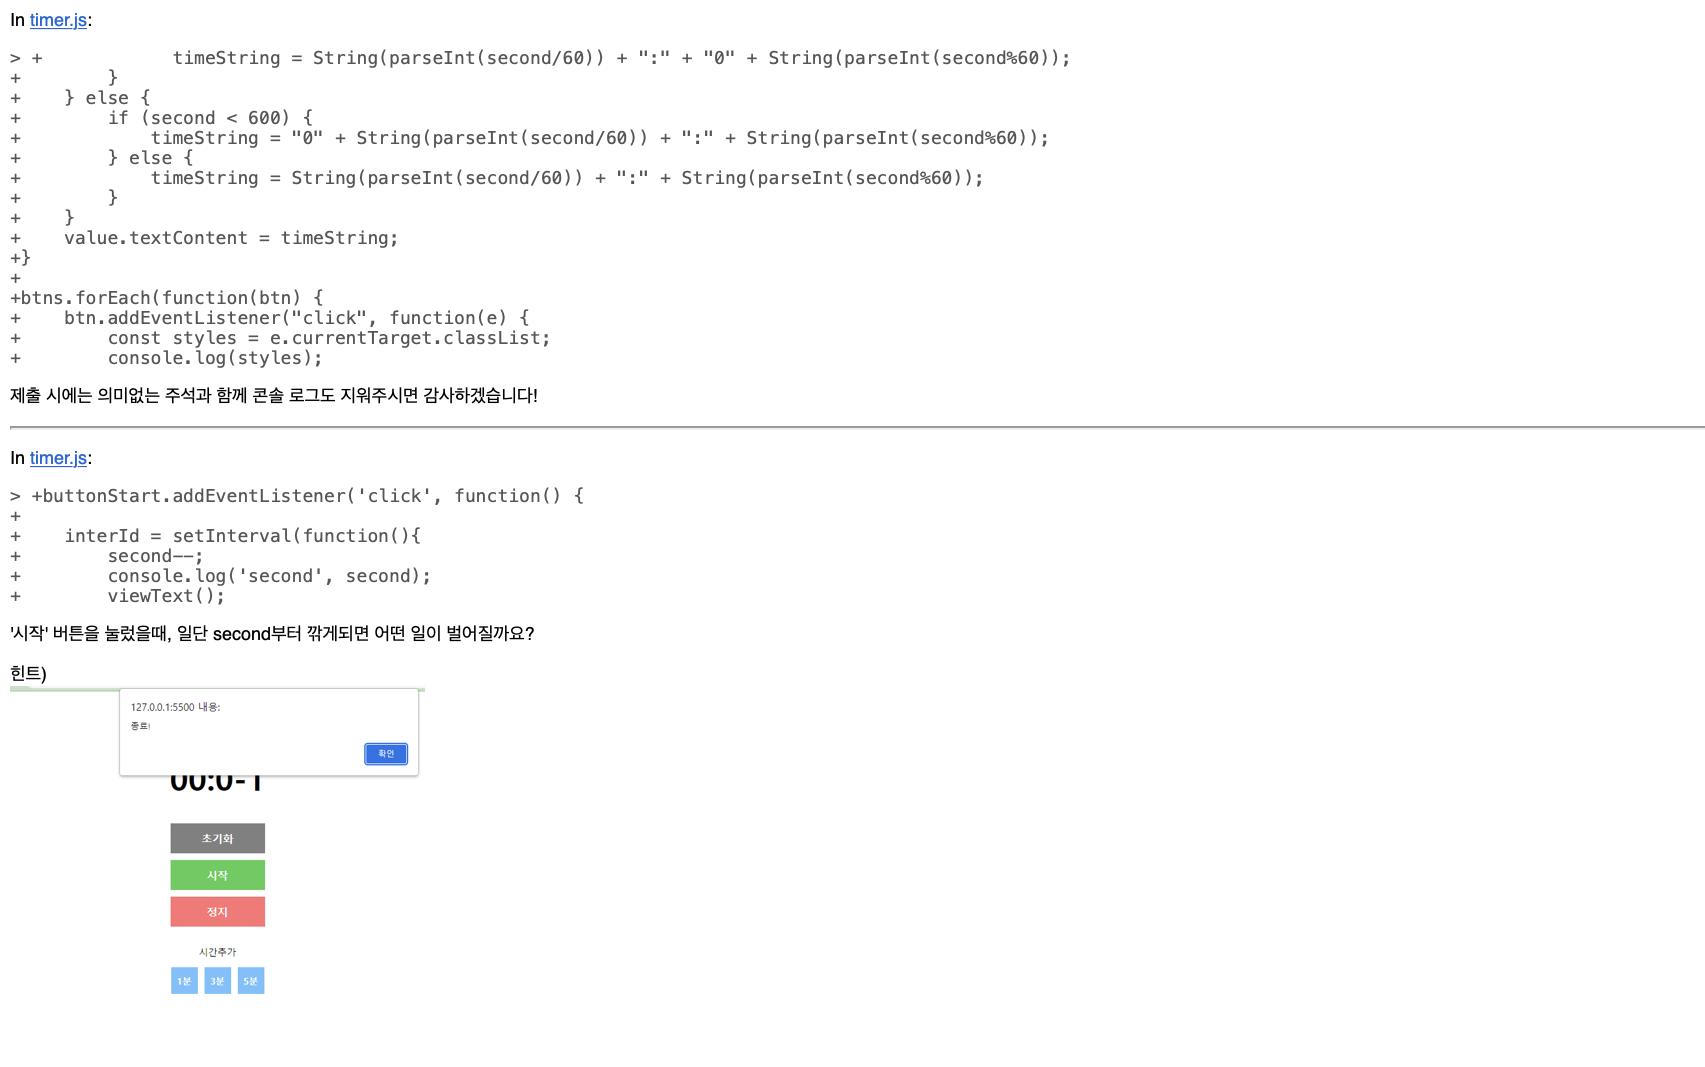 In timer.js:
> +            timeString = String(parseInt(second/60)) + ":" + "0" + String(parseInt(second%60));
+        }
+    } else {
+        if (second < 600) {
+            timeString = "0" + String(parseInt(second/60)) + ":" + String(parseInt(second%60));
+        } else {
+            timeString = String(parseInt(second/60)) + ":" + String(parseInt(second%60));
+        }
+    }
+    value.textContent = timeString;
+}
+
+btns.forEach(function(btn) {
+    btn.addEventListener("click", function(e) {
+        const styles = e.currentTarget.classList;
+        console.log(styles);
제출 시에는 의미없는 주석과 함께 콘솔 로그도 지워주시면 감사하겠습니다!
In timer.js:
> +buttonStart.addEventListener('click', function() {
+
+    interId = setInterval(function(){
+        second--;
+        console.log('second', second);
+        viewText();
'시작' 버튼을 눌렀을때, 일단 second부터 깎게되면 어떤 일이 벌어질까요?
힌트)
127.0.0.1:5500 내용:
종료!
확인
00:0-1
초기화
시작
정지
시간추가
1분 3분 5분